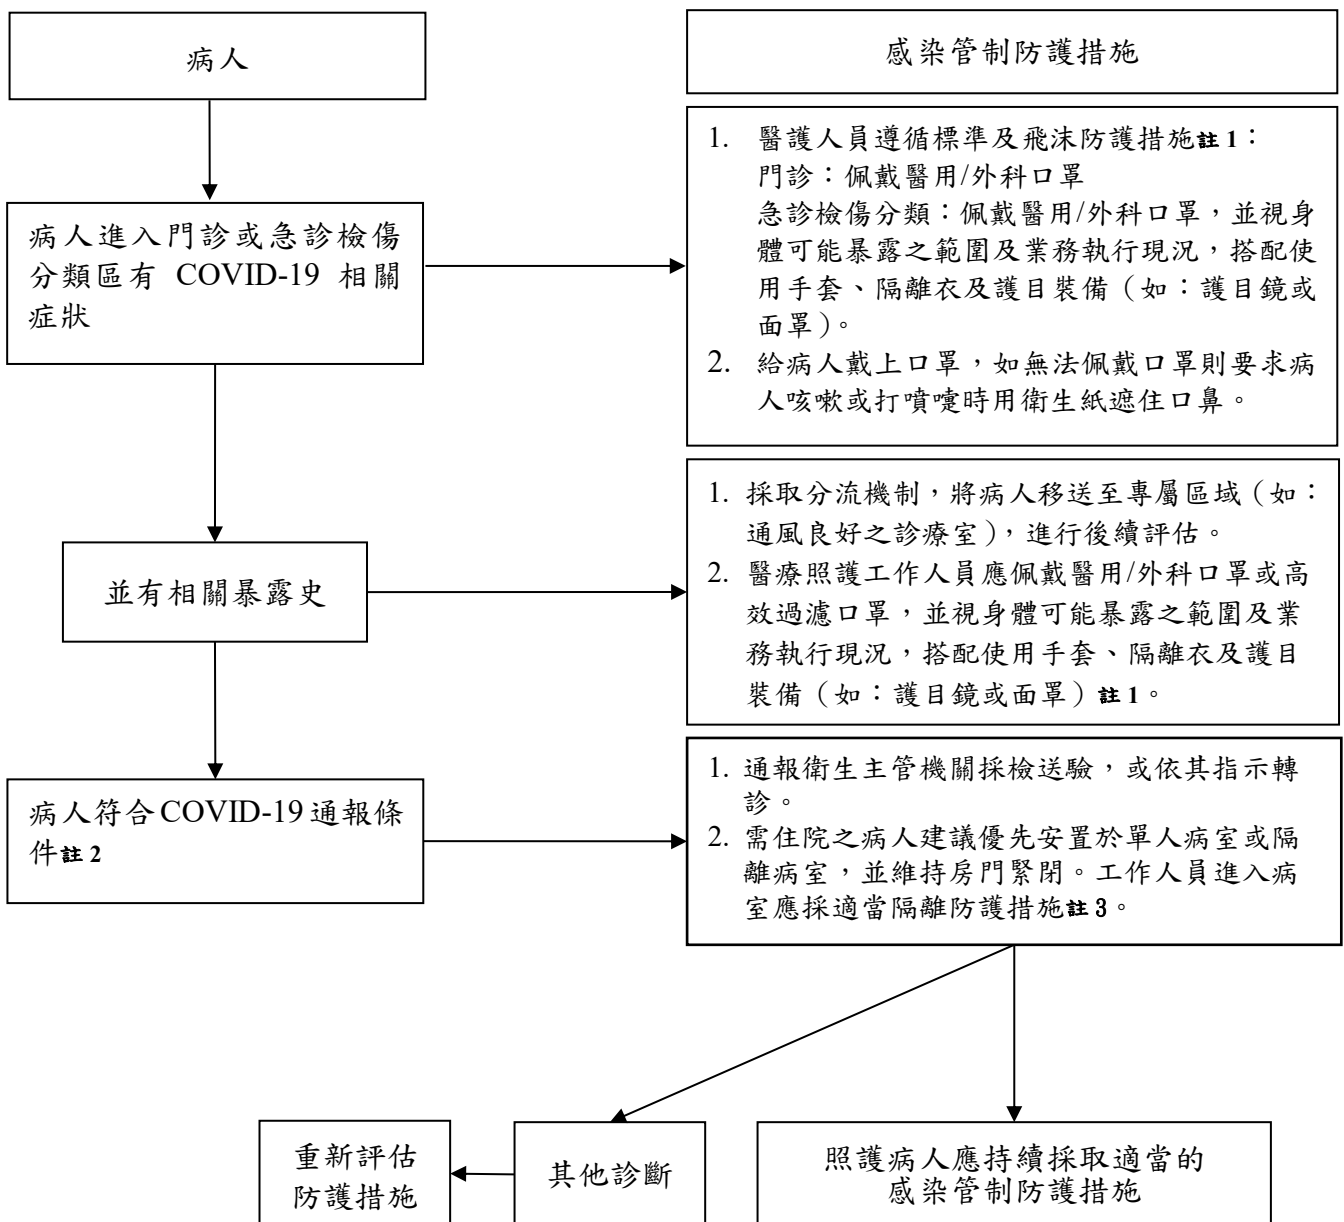 病人
感染管制防護措施
1. 醫護人員遵循標準及飛沫防護措施註1：
門診：佩戴醫用/外科口罩
急診檢傷分類：佩戴醫用/外科口罩，並視身
體可能暴露之範圍及業務執行現況，搭配使
用手套、隔離衣及護目裝備（如：護目鏡或
面罩）。
2. 給病人戴上口罩，如無法佩戴口罩則要求病
人咳嗽或打噴嚏時用衛生紙遮住口鼻。
病人進入門診或急診檢傷
分類區有 COVID-19 相關
症狀
1. 採取分流機制，將病人移送至專屬區域（如：
通風良好之診療室），進行後續評估。
2. 醫療照護工作人員應佩戴醫用/外科口罩或高
效過濾口罩，並視身體可能暴露之範圍及業
務執行現況，搭配使用手套、隔離衣及護目
裝備（如：護目鏡或面罩）註1。
並有相關暴露史
1. 通報衛生主管機關採檢送驗，或依其指示轉
診。
2. 需住院之病人建議優先安置於單人病室或隔
離病室，並維持房門緊閉。工作人員進入病
室應採適當隔離防護措施註3。
病人符合COVID-19通報條
件註2
重新評估
防護措施
其他診斷
照護病人應持續採取適當的
感染管制防護措施